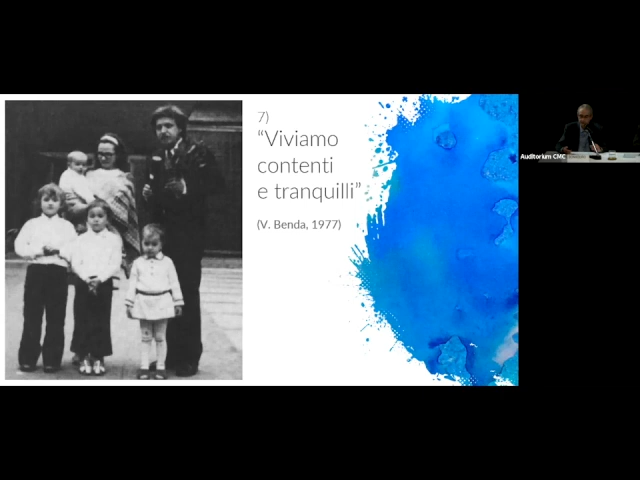 7)
“Viviamo
contenti
e tranquilli”
(V. Benda, 1977)
Auditorium CMC